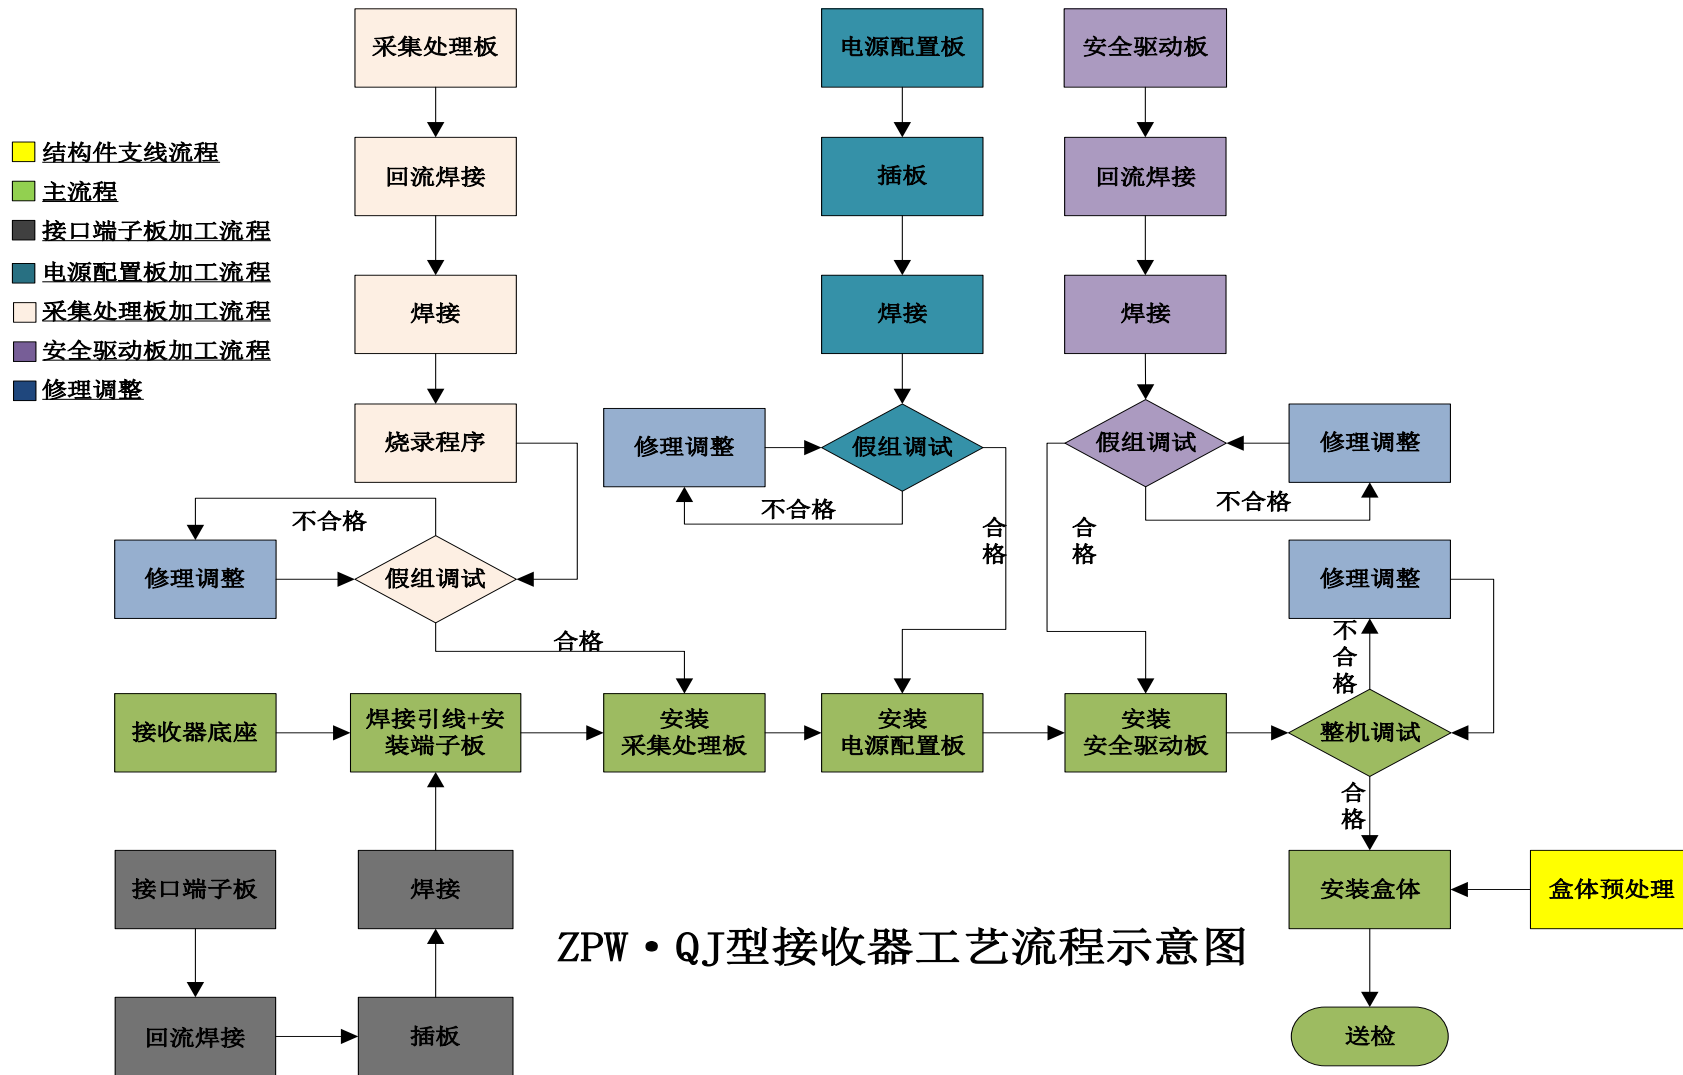 采集处理板
电源配置板
安全驱动板
结构件支线流程
主流程
接口端子板加工流程
电源配置板加工流程
采集处理板加工流程
安全驱动板加工流程
修理调整
回流焊接
插板
回流焊接
焊接
焊接
焊接
烧录程序
修理调整
假组调试
假组调试
修理调整
不合格
不合格
不合格
合
格
合
格
修理调整
假组调试
修理调整
合格
不
合
格
接收器底座
焊接引线+安
装端子板
安装
采集处理板
安装
电源配置板
安装
安全驱动板
整机调试
合
格
接口端子板
焊接
安装盒体
盒体预处理
ZPW·QJ型接收器工艺流程示意图
回流焊接
插板
送检